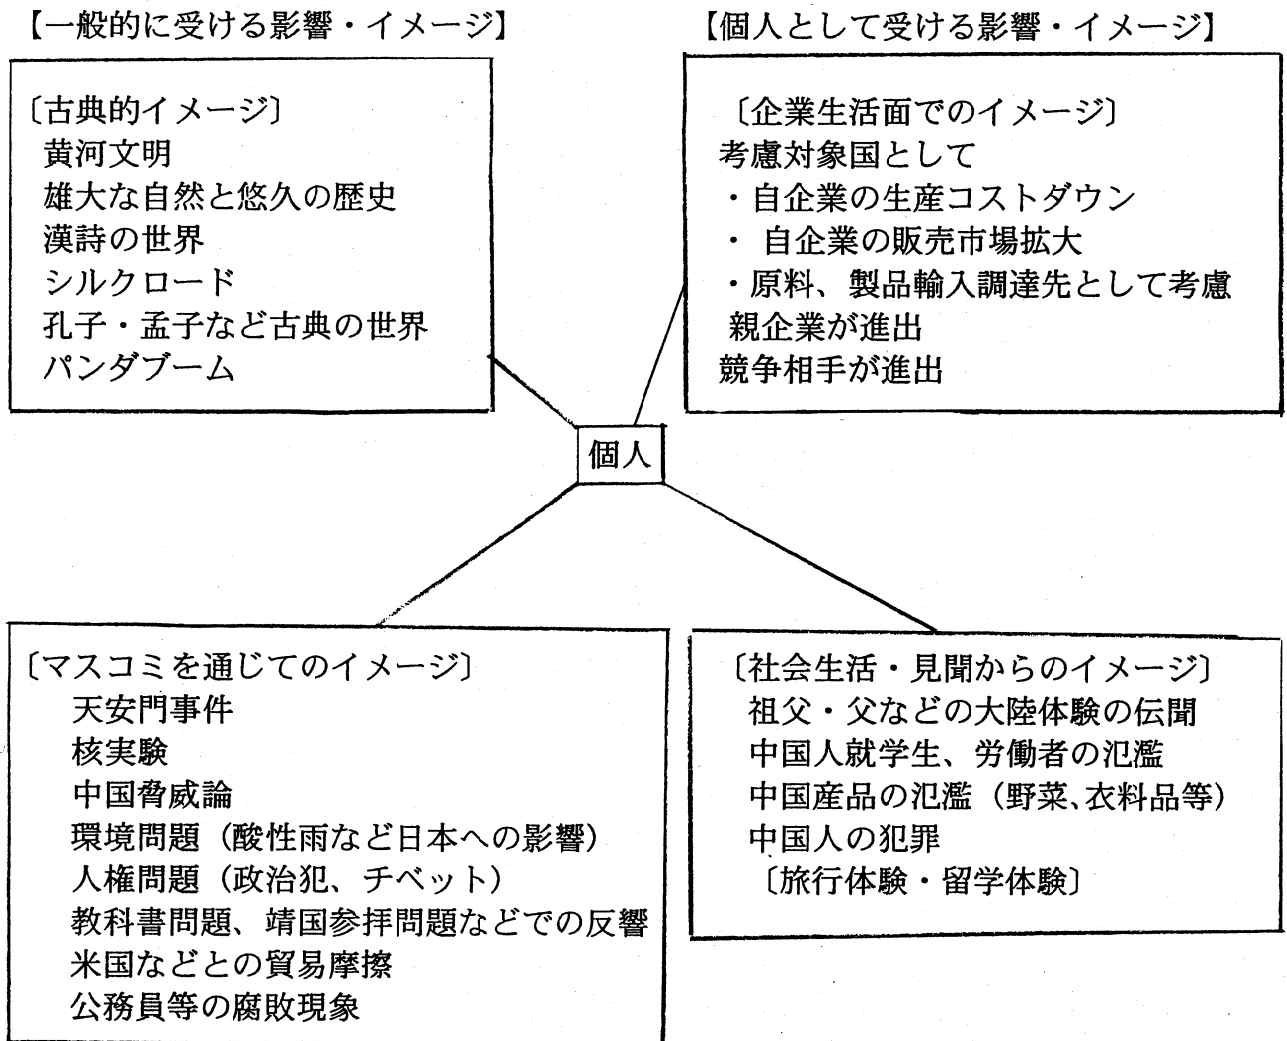 【一般的に受ける影響・イメージ】
〔古典的イメージ〕
黄河文明
雄大な自然と悠久の歴史
漢詩の世界
シルクロード
孔子・孟子など古典の世界
パンダブーム
【個人として受ける影響・イメージ】
〔企業生活面でのイメージ〕
考慮対象国として
・自企業の生産コストダウン
・ 自企業の販売市場拡大
・原料、製品輸入調達先として考慮
親企業が進出
競争相手が進出
個人
〔マスコミを通じてのイメージ〕
天安門事件
核実験
中国脅威論
環境問題（酸性雨など日本への影響）
人権問題（政治犯、チベット）
教科書問題、靖国参拝問題などでの反響
米国などとの貿易摩擦
公務員等の腐敗現象
〔社会生活・見聞からのイメージ〕
祖父・父などの大陸体験の伝聞
中国人就学生、労働者の氾濫
中国産品の氾濫（野菜、衣料品等）
中国人の犯罪
〔旅行体験・留学体験〕